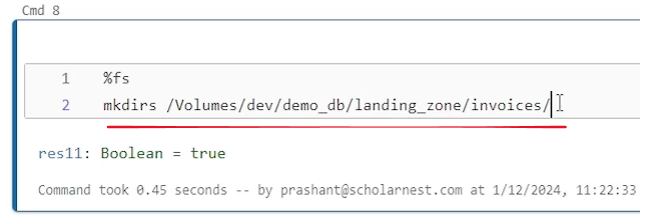 Cmd 8
1 %fs
2 mkdirs /Volumes/dev/demo_db/landing_zone/invoices/
res11: Boolean = true
Command took 0.45 seconds -- by prashant@scholarnest.com at 1/12/2024, 11:22:33